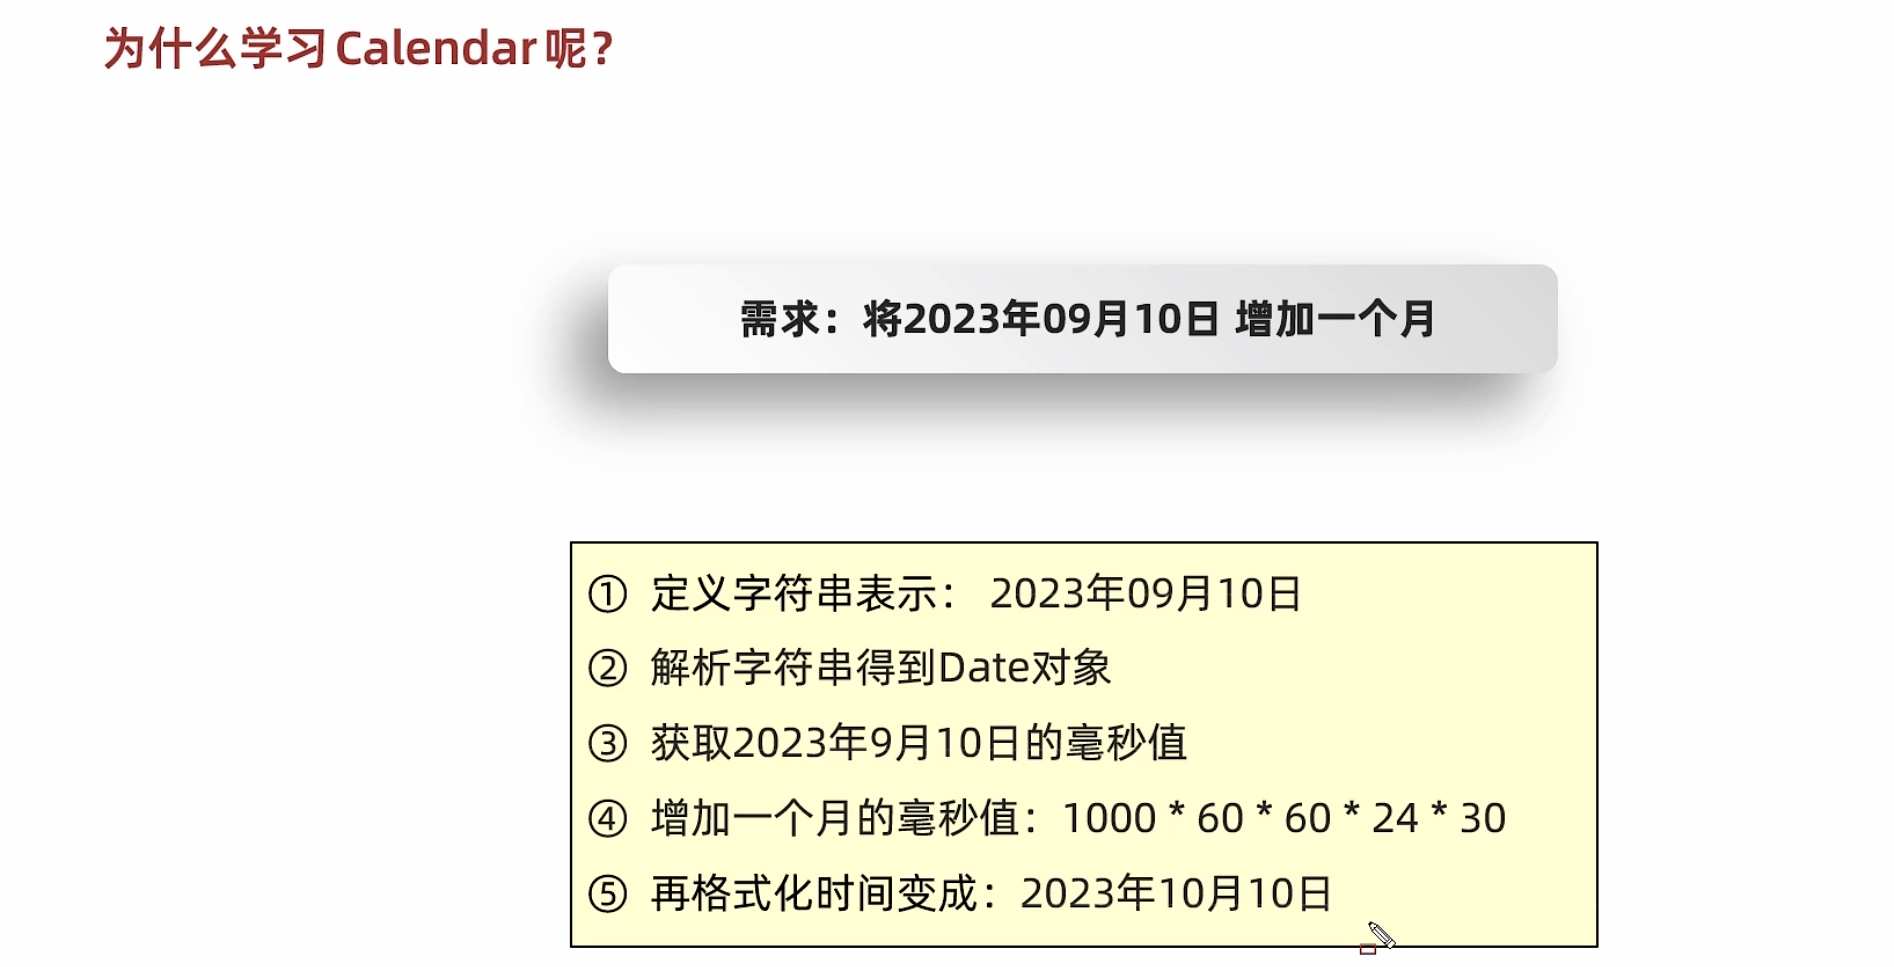 为什么学习Calendar呢？
需求：将2023年09月10日 增加一个月
① 定义字符串表示： 2023年09月10日
② 解析字符串得到Date对象
③ 获取2023年9月10日的毫秒值
④ 增加一个月的毫秒值：1000 * 60 * 60 * 24 * 30
⑤ 再格式化时间变成：2023年10月10日